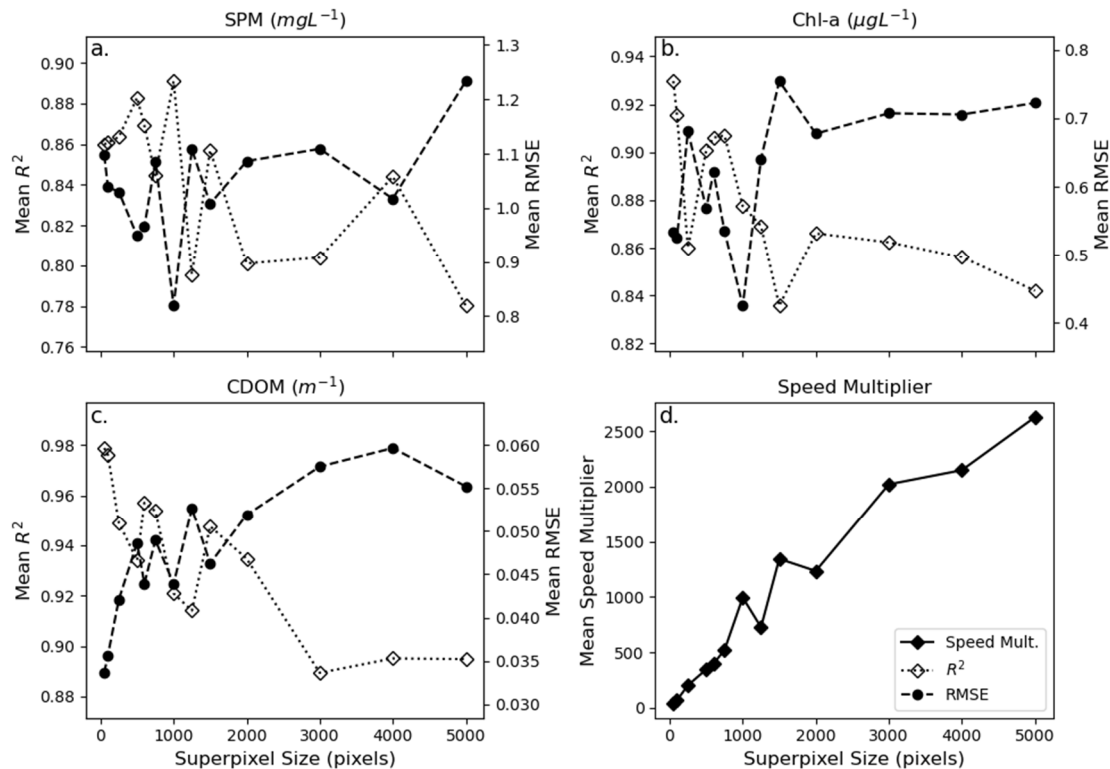 SPM (mgL⁻¹)
a.
0.90
0.88
0.86
0.84
0.82
0.80
0.78
0.76
Mean R²
1.3
1.2
1.1
1.0
0.9
0.8
Mean RMSE
0
1000
2000
3000
4000
5000
Chl-a (μgL⁻¹)
b.
0.94
0.92
0.90
0.88
0.86
0.84
0.82
Mean R²
0.8
0.7
0.6
0.5
0.4
Mean RMSE
CDOM (m⁻¹)
c.
0.98
0.96
0.94
0.92
0.90
0.88
Mean R²
0.060
0.055
0.050
0.045
0.040
0.035
0.030
Mean RMSE
0 1000 2000 3000 4000 5000
Superpixel Size (pixels)
Speed Multiplier
d.
2500
2000
1500
1000
500
0
Mean Speed Multiplier
Speed Mult.
R²
RMSE
0 1000 2000 3000 4000 5000
Superpixel Size (pixels)